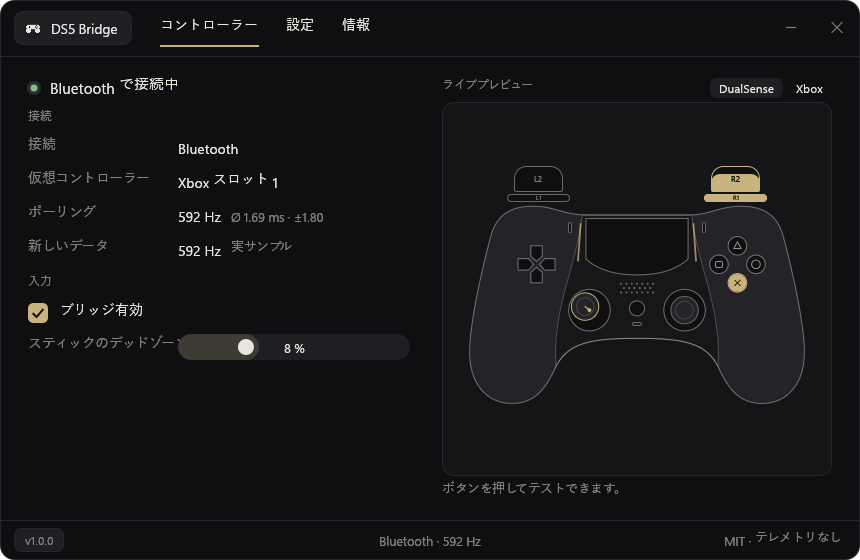 DS5 Bridge
コントローラー
設定
情報
Bluetooth で接続中
接続
接続 Bluetooth
仮想コントローラー Xbox スロット 1
ポーリング 592 Hz Ø 1.69 ms · ±1.80
新しいデータ 592 Hz 実サンプル
入力
ブリッジ有効
スティックのデッドゾーン 8 %
ライブプレビュー
DualSense
Xbox
L2
L1
R2
R1
ボタンを押してテストできます。
v1.0.0
Bluetooth · 592 Hz
MIT · テレメトリなし